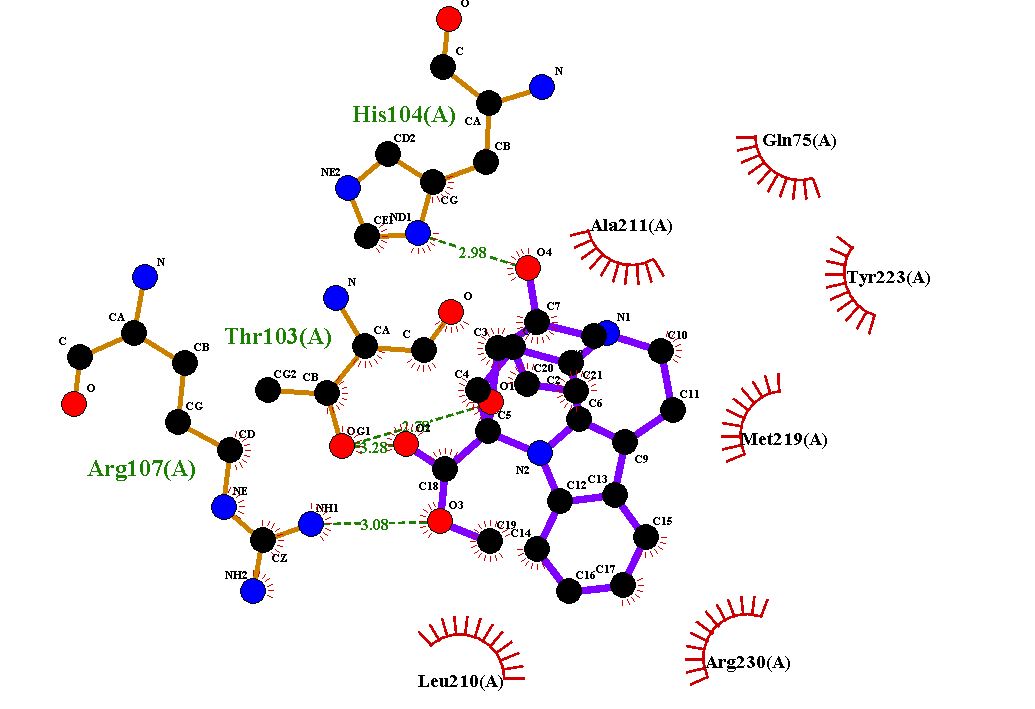 O
C
N
His104(A)
CA
CD2
CB
Gln75(A)
NE2
CG
ND1
CE1
Ala211(A)
2.98
O4
N
Tyr223(A)
CA
N
O
C7
N1
Thr103(A)
C
CA
C
C3
C10
CB
CG2
CB
C20
C21
O
C4
C2
O1
C11
CG
C5
C6
OG1
3.28
O2
CD
Met219(A)
Arg107(A)
N2
C9
C18
C13
NE
C12
NH1
3.08
O3
C19
C14
C15
CZ
NH2
C16
C17
Leu210(A)
Arg230(A)